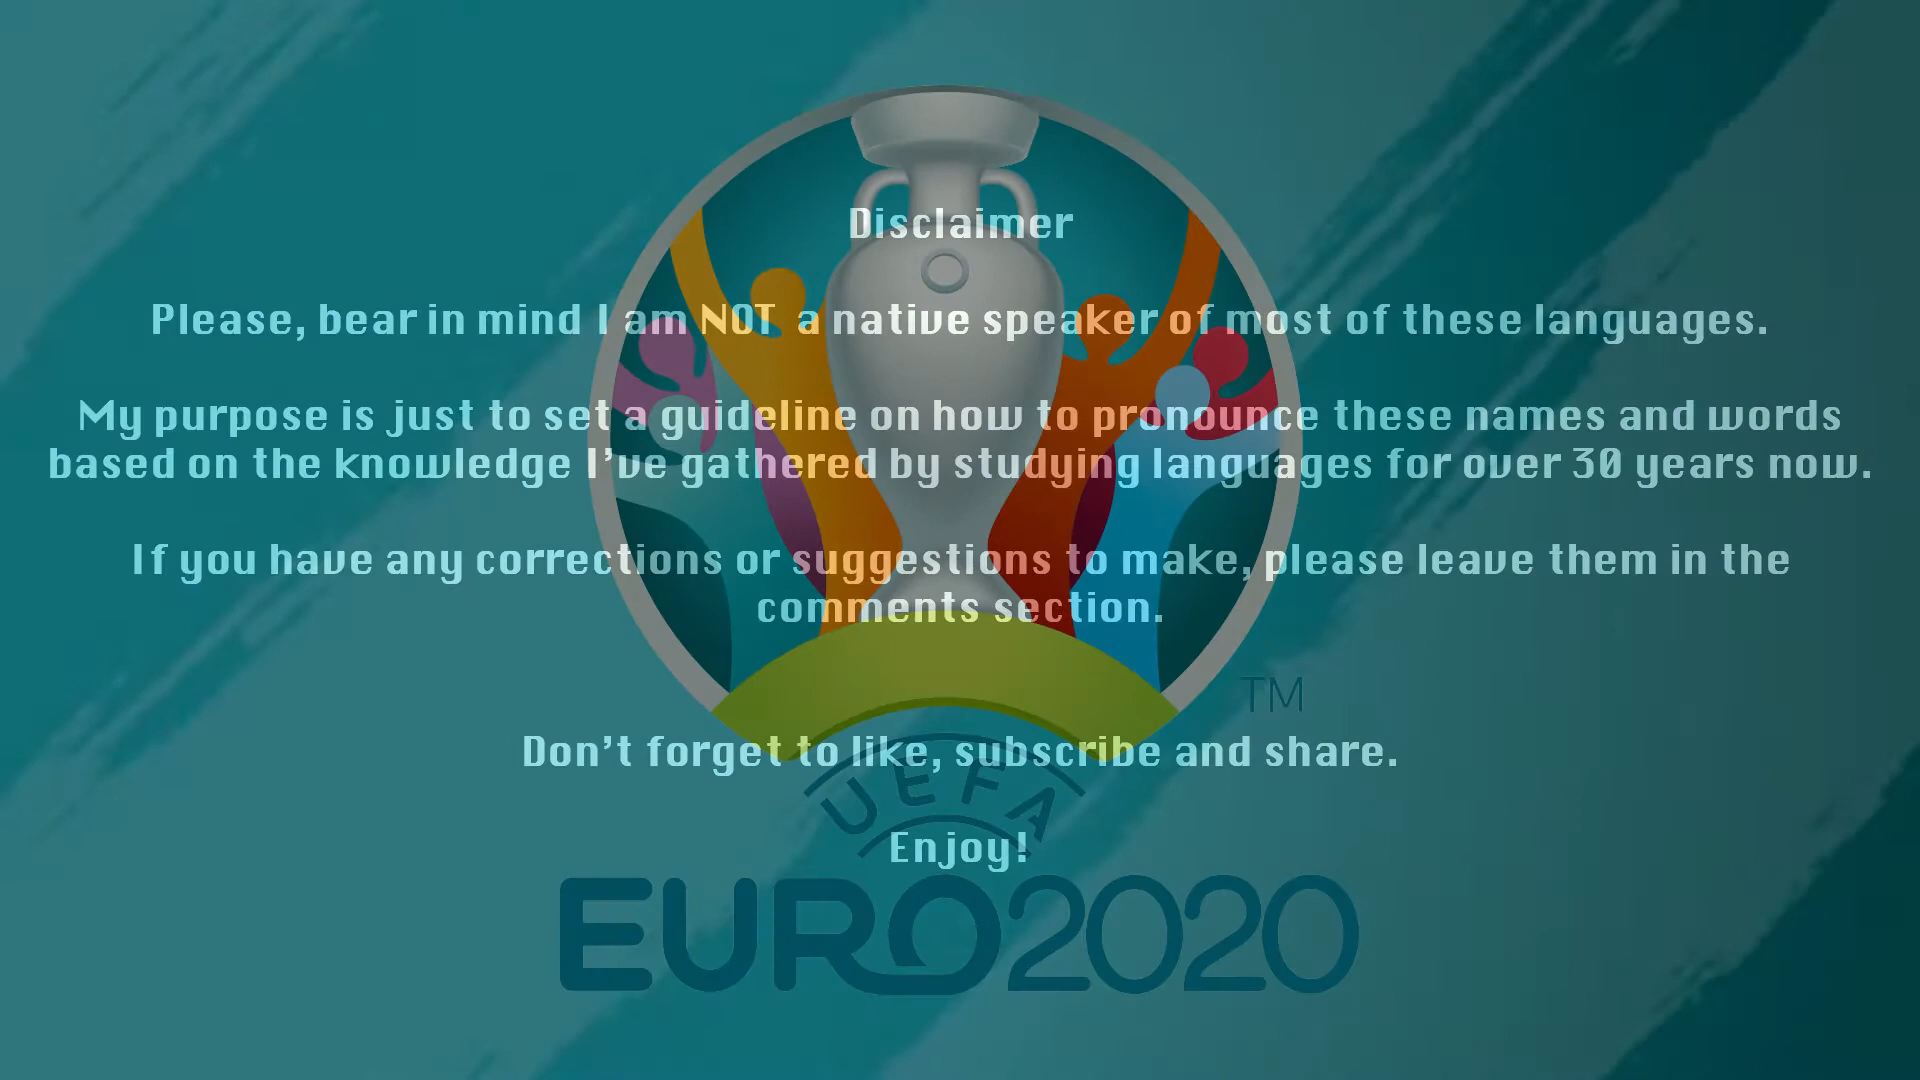 Disclaimer
Please, bear in mind I am NOT a native speaker of most of these languages.
My purpose is just to set a guideline on how to pronounce these names and words
based on the knowledge I've gathered by studying languages for over 30 years now.
If you have any corrections or suggestions to make, please leave them in the
comments section.
TM
Don't forget to like, subscribe and share.
UEFA
Enjoy!
EURO2020